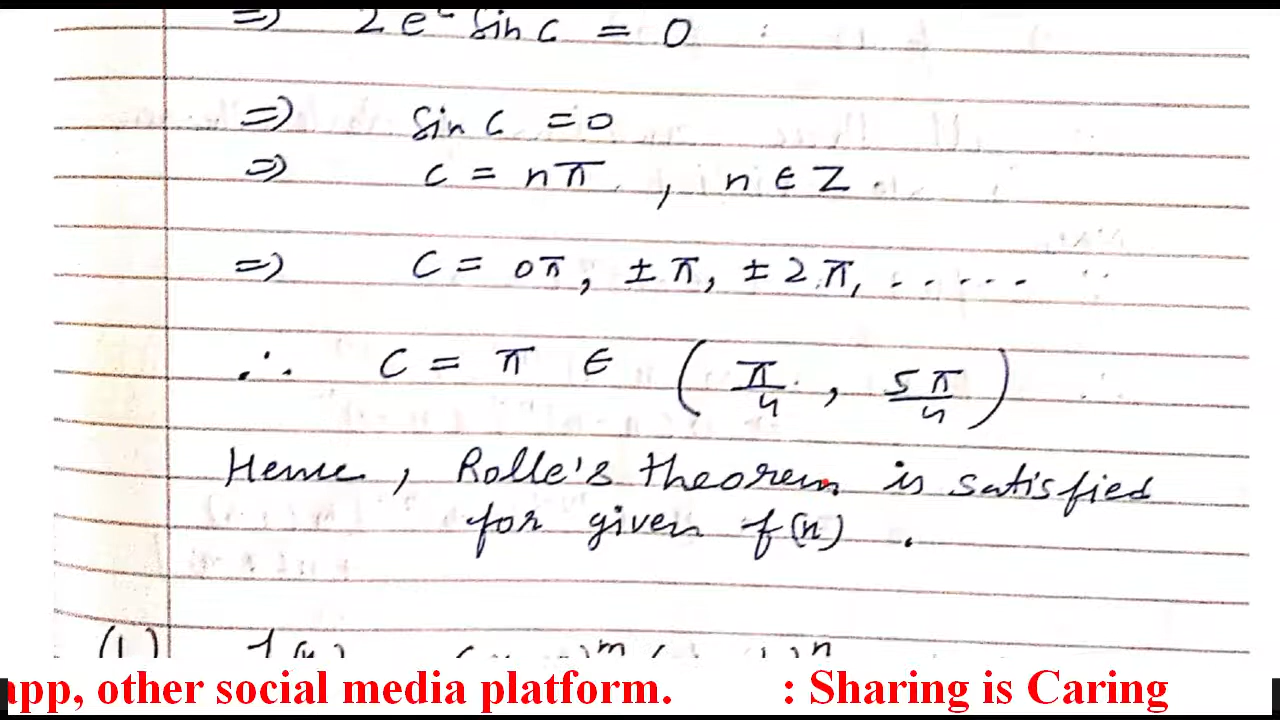 => 2e^c Sin c = 0
=> Sin c = 0
=> c = nπ , n ∈ Z
=> c = 0π, ± π, ± 2π, .....
∴ c = π ∈ (π/4 , 5π/4)
Hence, Rolle's theorem is satisfied
for given f(x) .
app, other social media platform. : Sharing is Caring